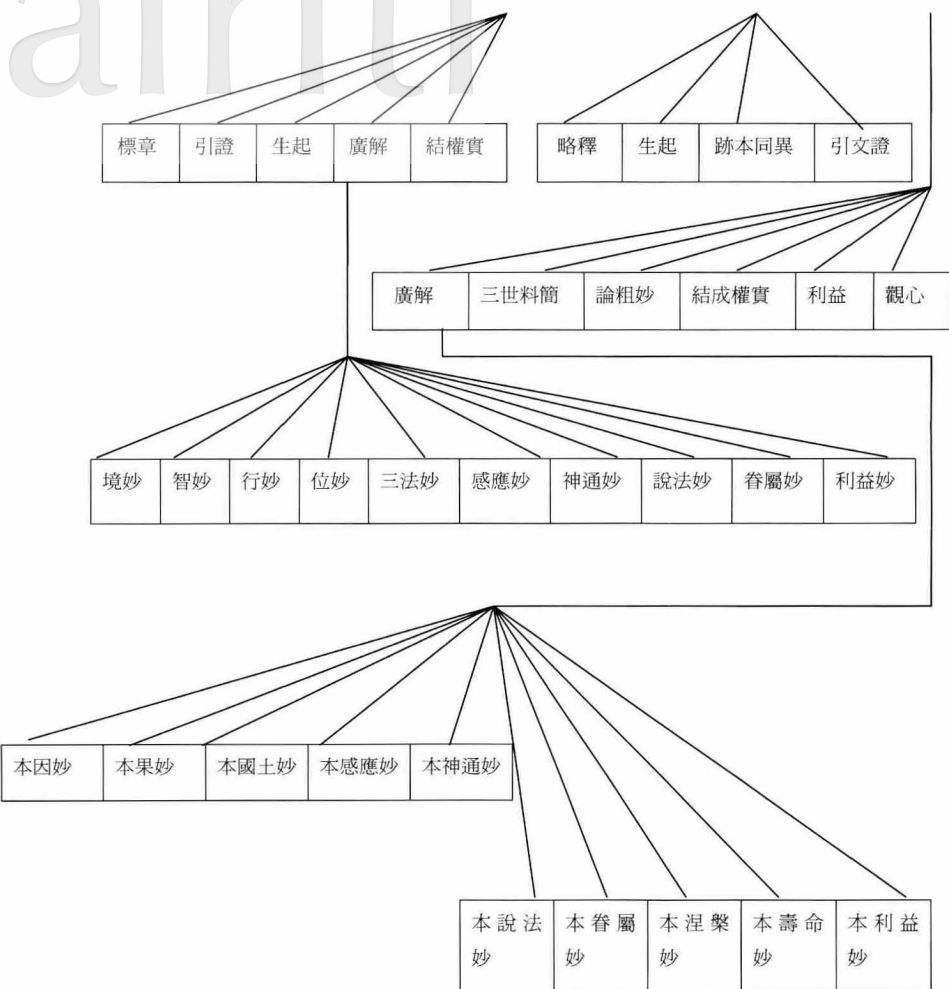 airiti
標章 引證 生起 廣解 結權實 略釋 生起 跡本同異 引文證
廣解 三世料簡 論粗妙 結成權實 利益 觀心
境妙 智妙 行妙 位妙 三法妙 感應妙 神通妙 說法妙 眷屬妙 利益妙
本因妙 本果妙 本國土妙 本感應妙 本神通妙
本說法妙 本眷屬妙 本涅槃妙 本壽命妙 本利益妙